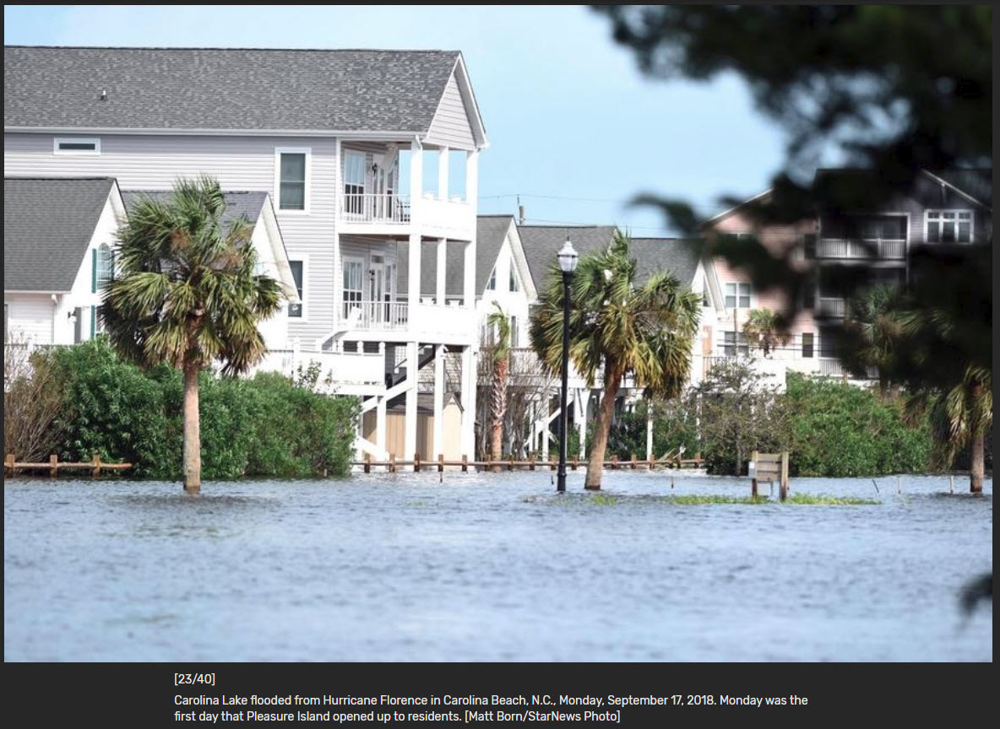 [23/40]
Carolina Lake flooded from Hurricane Florence in Carolina Beach, N.C., Monday, September 17, 2018. Monday was the
first day that Pleasure Island opened up to residents. [Matt Born/StarNews Photo]